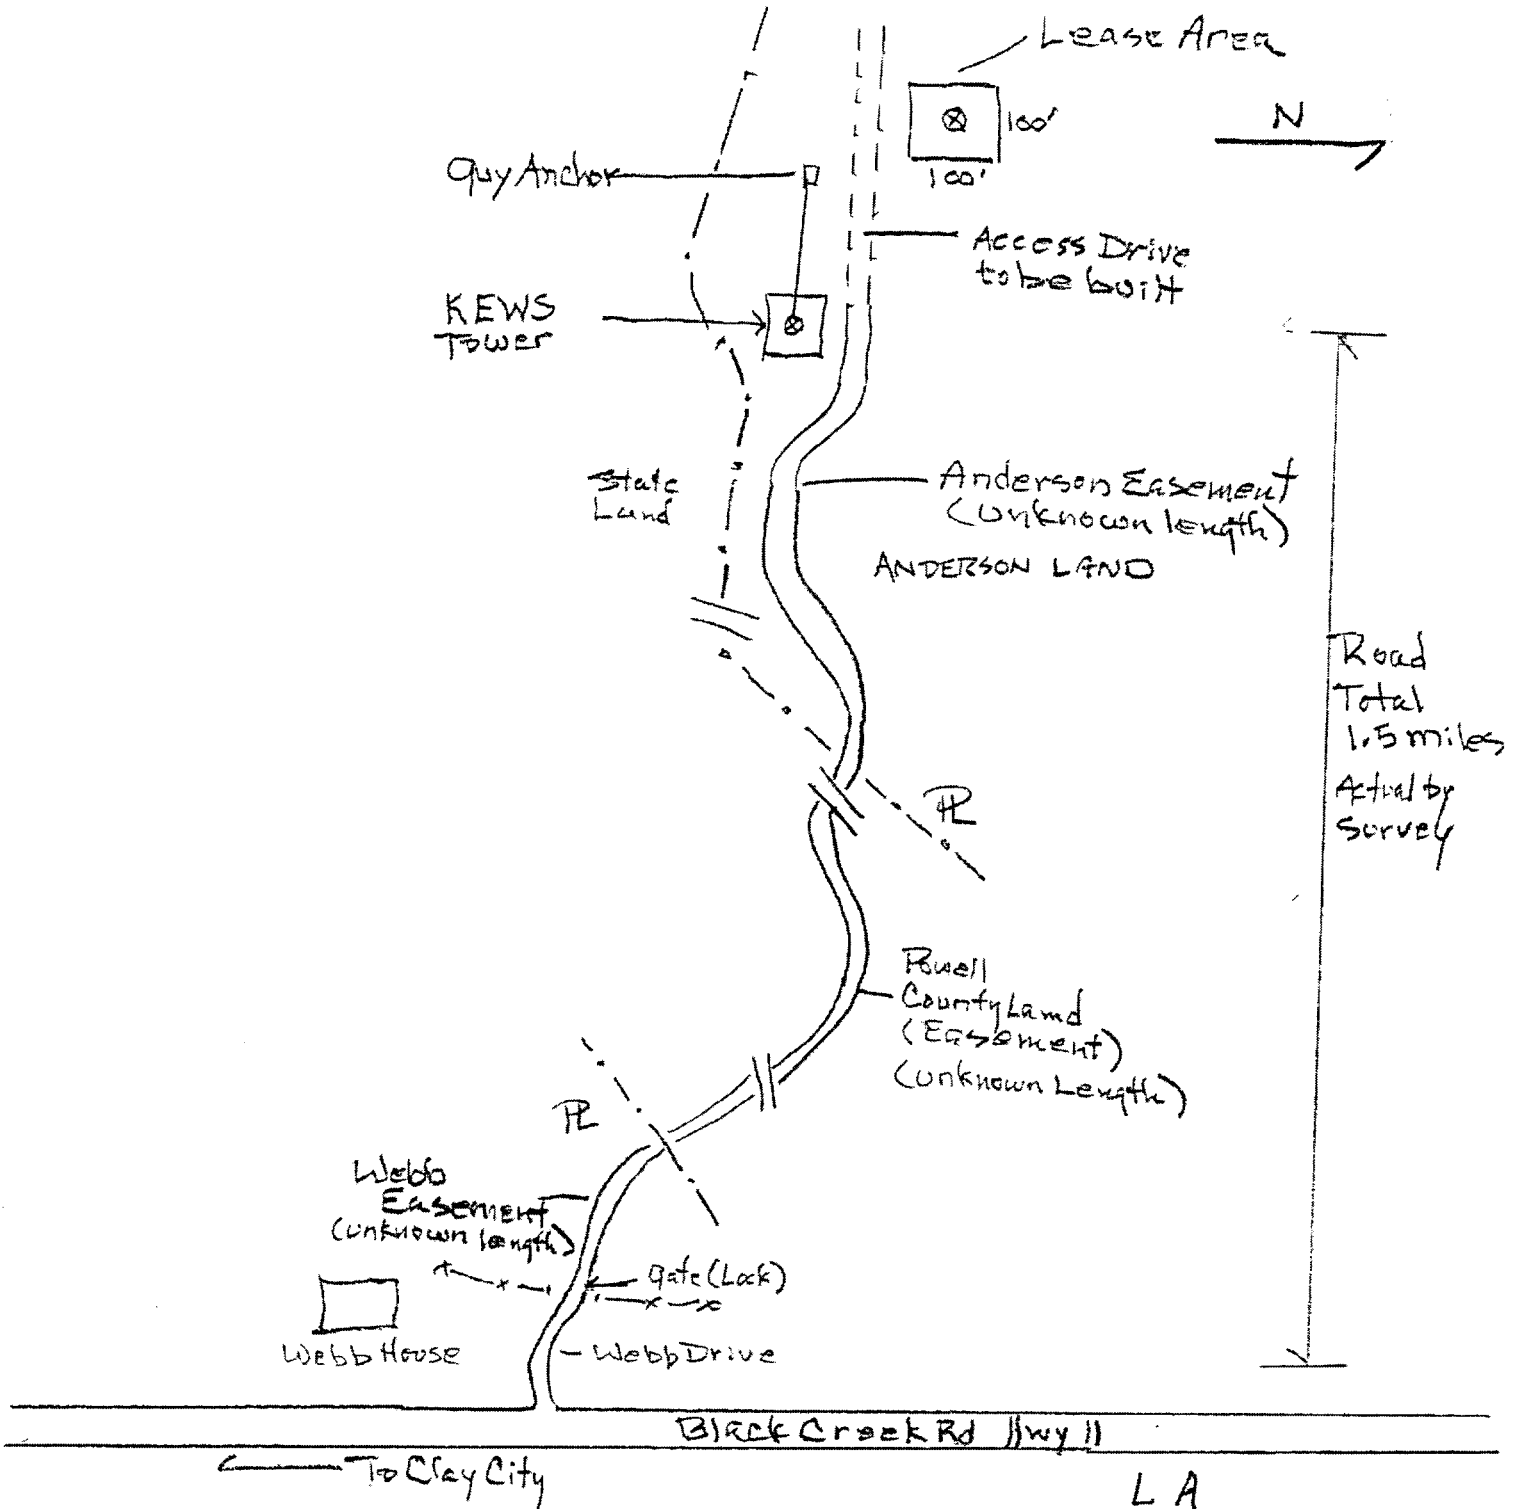 Lease Area
N
100'
100'
Guy Anchor
Access Drive
to be built
KEWS
Tower
State
Land
Anderson Easement
(unknown length)
ANDERSON LAND
Road
Total
1.5 miles
Actual by
Survey
PL
Powell
County Land
(Easement)
(unknown Length)
PL
Webb
Easement
(unknown length)
gate (Lock)
Webb House
Webb Drive
Black Creek Rd Hwy 11
To Clay City
L A